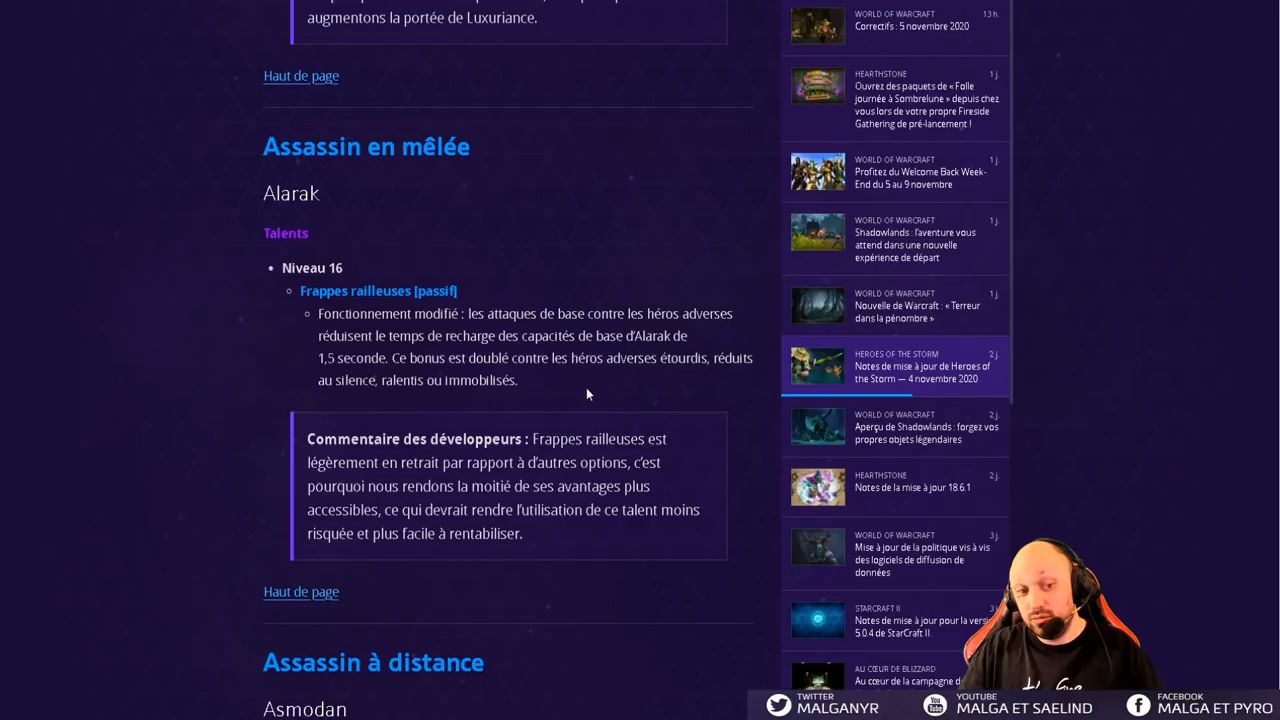 augmentons la portée de Luxuriance.
Haut de page
Assassin en mêlée
Alarak
Talents
Niveau 16
Frappes railleuses [passif]
Fonctionnement modifié : les attaques de base contre les héros adverses
réduisent le temps de recharge des capacités de base d'Alarak de
1,5 seconde. Ce bonus est doublé contre les héros adverses étourdis, réduits
au silence, ralentis ou immobilisés.
Commentaire des développeurs : Frappes railleuses est
légèrement en retrait par rapport à d'autres options, c'est
pourquoi nous rendons la moitié de ses avantages plus
accessibles, ce qui devrait rendre l'utilisation de ce talent moins
risquée et plus facile à rentabiliser.
Haut de page
Assassin à distance
Asmodan
WORLD OF WARCRAFT 13 h.
Correctifs : 5 novembre 2020
HEARTHSTONE 1 j.
Ouvrez des paquets de « Folle
journée à Sombrelune » depuis chez
vous lors de votre propre Fireside
Gathering de pré-lancement !
WORLD OF WARCRAFT 1 j.
Profitez du Welcome Back Week-
End du 5 au 9 novembre
WORLD OF WARCRAFT 1 j.
Shadowlands : l'aventure vous
attend dans une nouvelle
expérience de départ
WORLD OF WARCRAFT 1 j.
Nouvelle de Warcraft : « Terreur
dans la pénombre »
HEROES OF THE STORM 2 j.
Notes de mise à jour de Heroes of
the Storm — 4 novembre 2020
WORLD OF WARCRAFT 2 j.
Aperçu de Shadowlands : forgez vos
propres objets légendaires
HEARTHSTONE 2 j.
Notes de la mise à jour 18.6.1
WORLD OF WARCRAFT 3 j.
Mise à jour de la politique vis à vis
des logiciels de diffusion de
données
STARCRAFT II 3 j.
Notes de mise à jour pour la versi
5.0.4 de StarCraft II.
AU CŒUR DE BLIZZARD
Au cœur de la campagne d
TWITTER
MALGANYR
YOUTUBE
MALGA ET SAELIND
FACEBOOK
MALGA ET PYRO